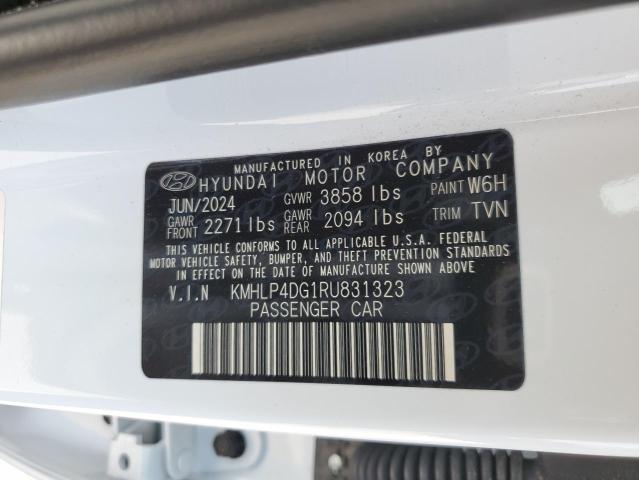 MANUFACTURED IN KOREA BY
HYUNDAI MOTOR COMPANY
JUN/2024 GVWR 3858 lbs PAINT W6H
GAWR FRONT 2271 lbs GAWR REAR 2094 lbs TRIM TVN
THIS VEHICLE CONFORMS TO ALL APPLICABLE U.S.A. FEDERAL
MOTOR VEHICLE SAFETY, BUMPER, AND THEFT PREVENTION STANDARDS
IN EFFECT ON THE DATE OF MANUFACTURE SHOWN ABOVE.
V.I.N KMHLP4DG1RU831323
PASSENGER CAR